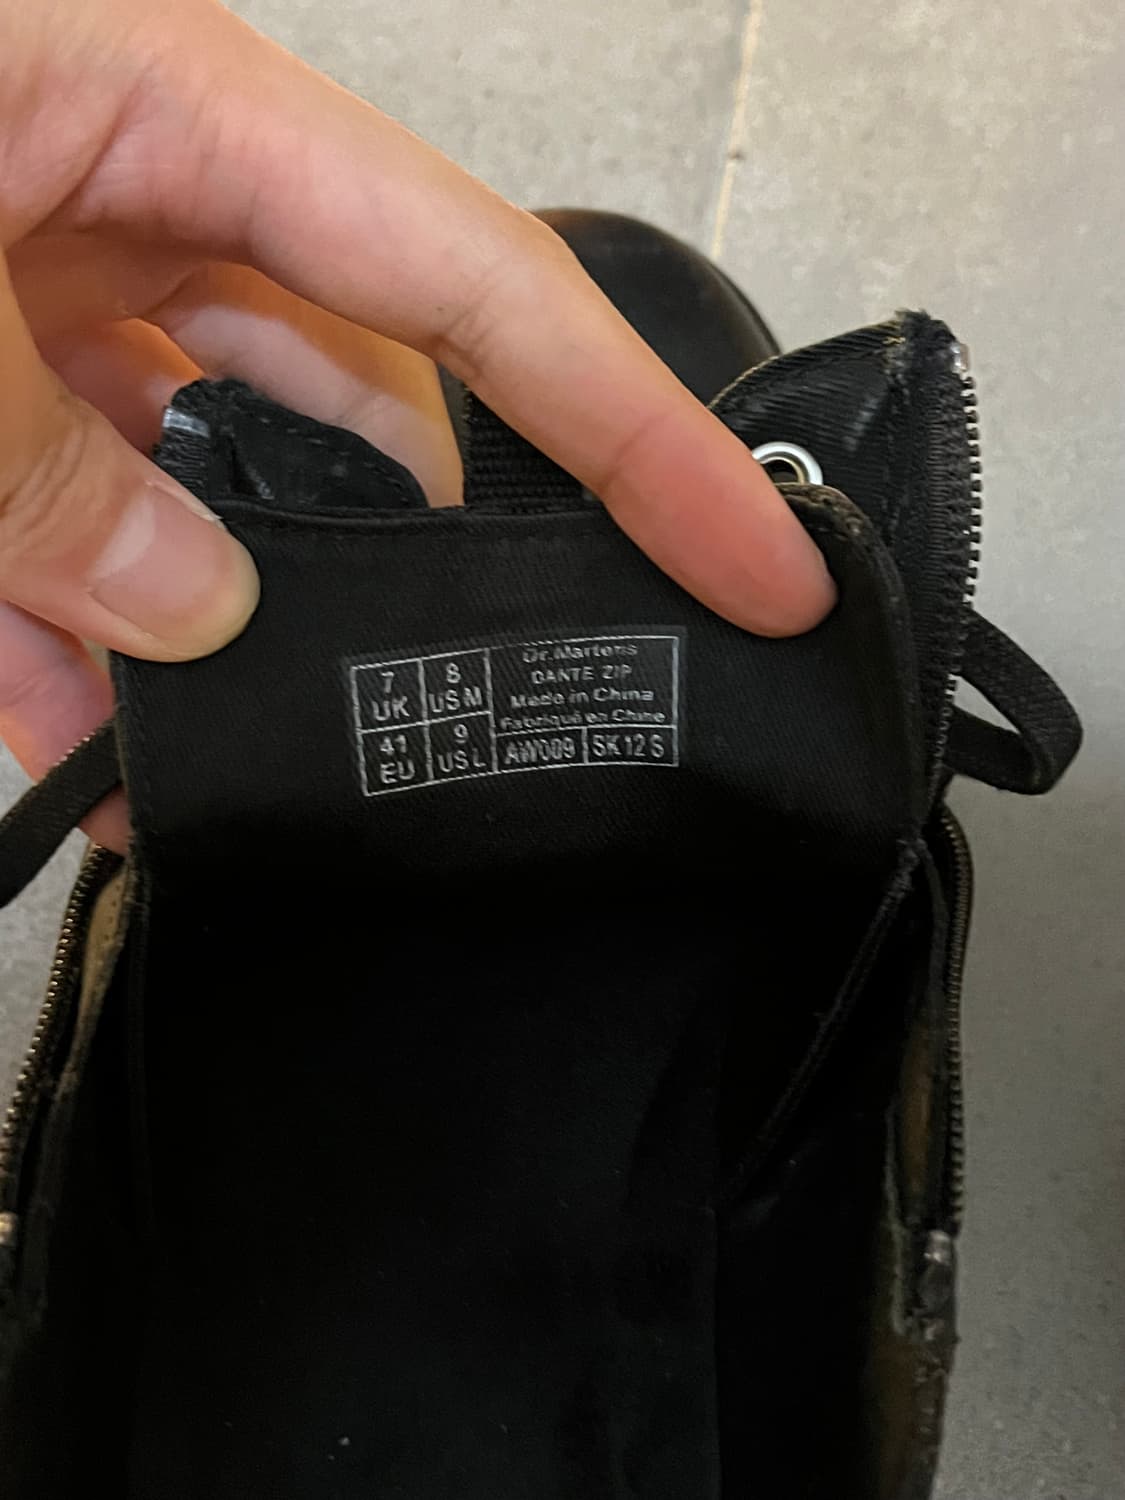 7 UK
8 US M
41 EU
9 US L
Dr.Martens
DANTE ZIP
Made in China
Fabriqué en Chine
AW009
SK 12 S